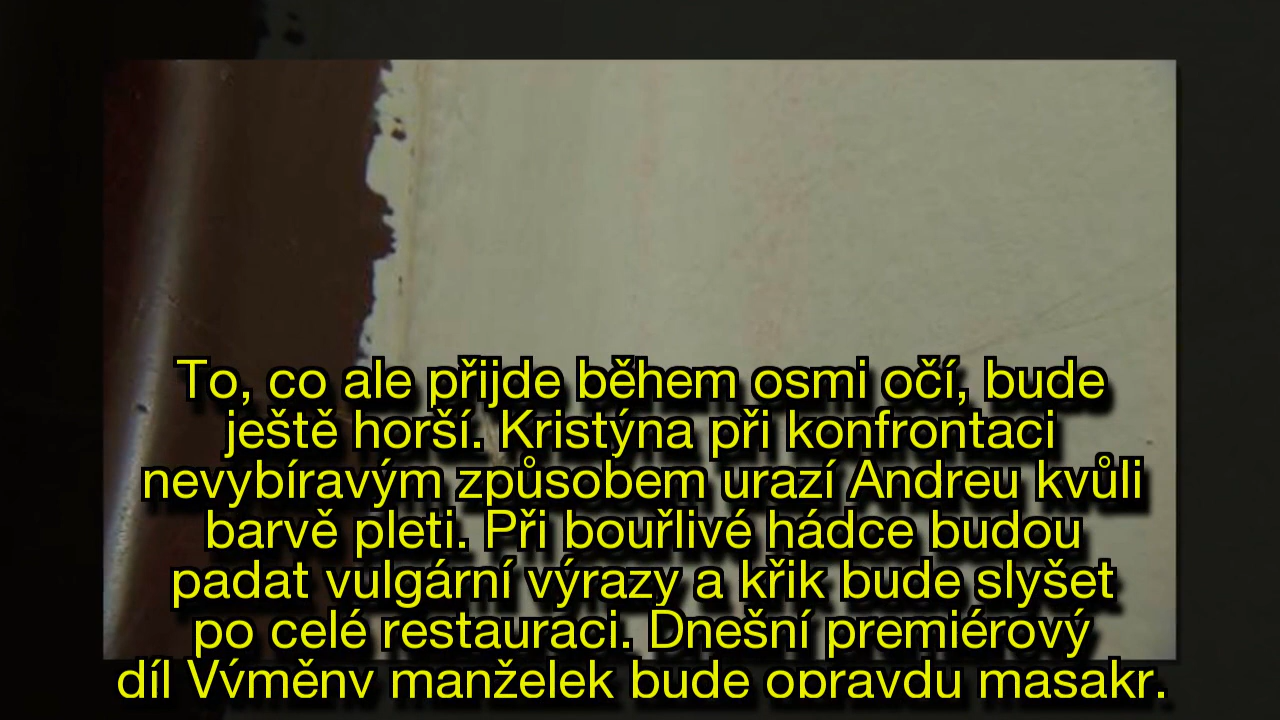 To, co ale přijde během osmi očí, bude
ještě horší. Kristýna při konfrontaci
nevybíravým způsobem urazí Andreu kvůli
barvě pleti. Při bouřlivé hádce budou
padat vulgární výrazy a křik bude slyšet
po celé restauraci. Dnešní premiérový
díl Výměny manželek bude opravdu masakr.